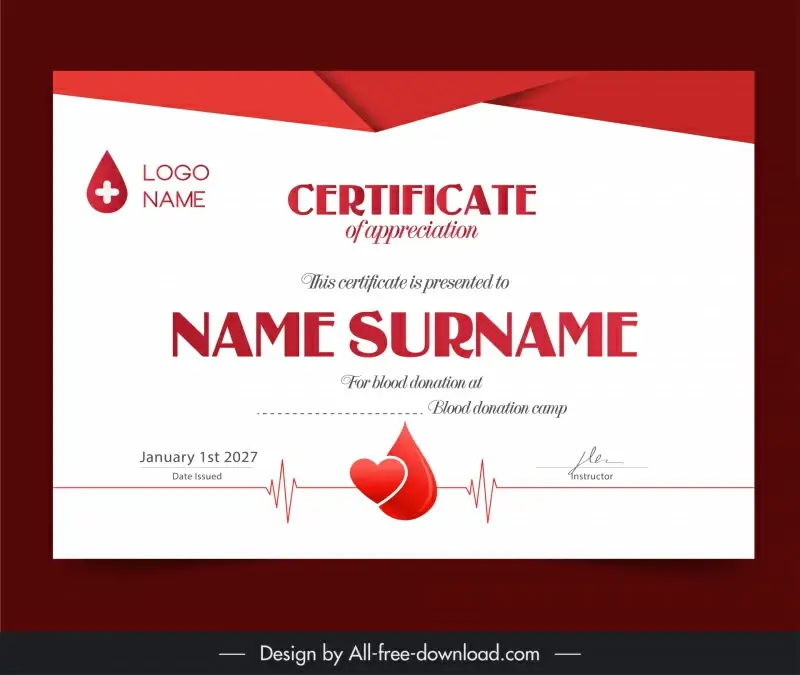 LOGO
NAME
CERTIFICATE
of appreciation
This certificate is presented to
NAME SURNAME
For blood donation at
Blood donation camp
January 1st 2027
Date Issued
Instructor
Design by All-free-download.com